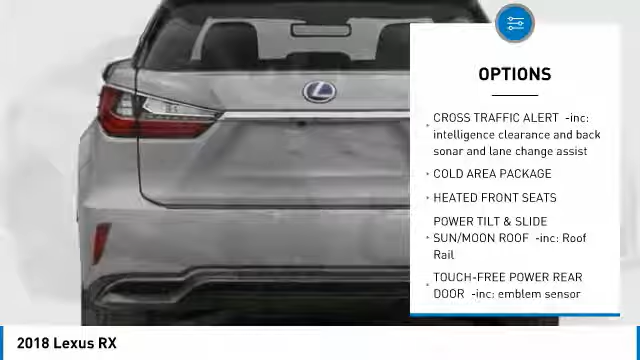 OPTIONS
CROSS TRAFFIC ALERT -inc:
intelligence clearance and back
sonar and lane change assist
COLD AREA PACKAGE
HEATED FRONT SEATS
POWER TILT & SLIDE
SUN/MOON ROOF -inc: Roof
Rail
TOUCH-FREE POWER REAR
DOOR -inc: emblem sensor
2018 Lexus RX